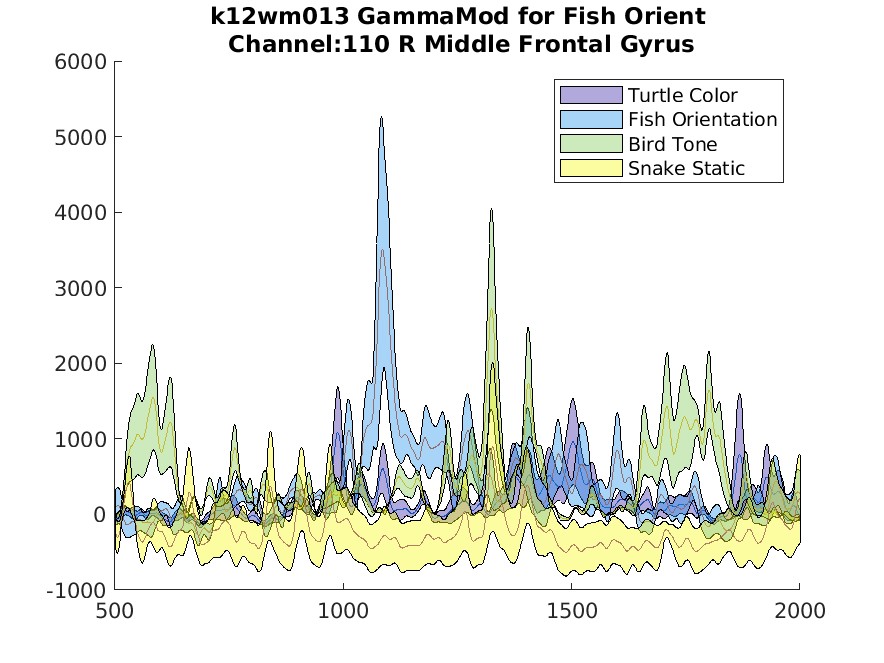 k12wm013 GammaMod for Fish Orient
Channel:110 R Middle Frontal Gyrus
6000
5000
4000
3000
2000
1000
0
-1000
500
1000
1500
2000
Turtle Color
Fish Orientation
Bird Tone
Snake Static